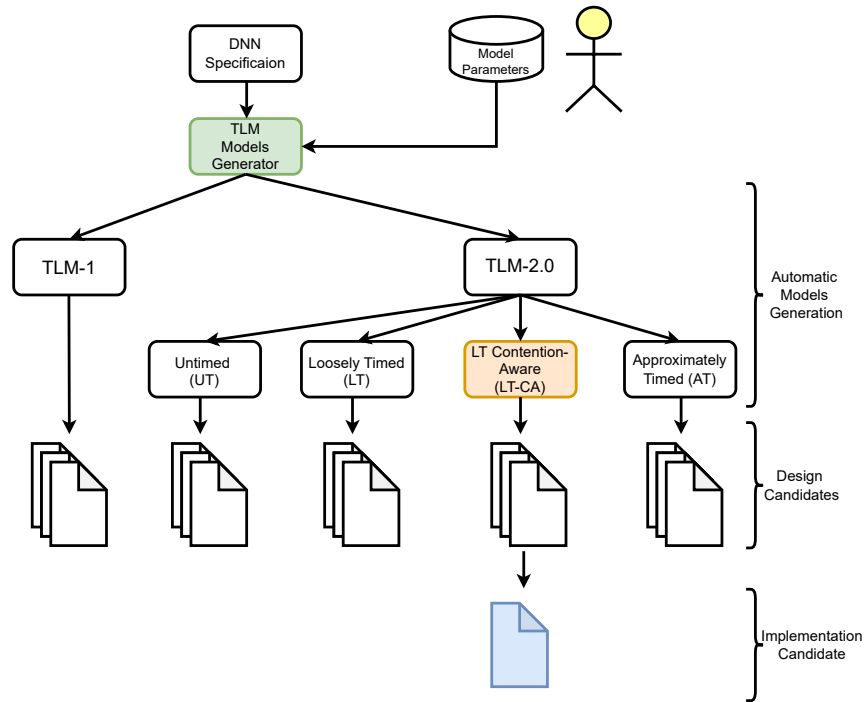 DNN
Specificaion
Model
Parameters
TLM
Models
Generator
TLM-1
TLM-2.0
Automatic
Models
Generation
Untimed
(UT)
Loosely Timed
(LT)
LT Contention-
Aware
(LT-CA)
Approximately
Timed (AT)
Design
Candidates
Implementation
Candidate